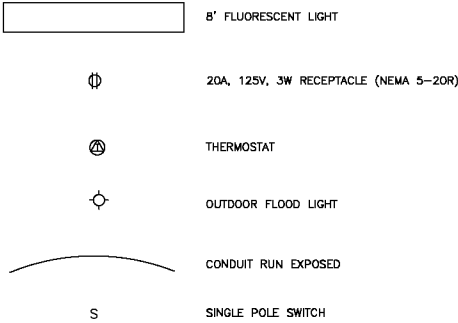 8' FLUORESCENT LIGHT
20A, 125V, 3W RECEPTACLE (NEMA 5-20R)
THERMOSTAT
OUTDOOR FLOOD LIGHT
CONDUIT RUN EXPOSED
S SINGLE POLE SWITCH